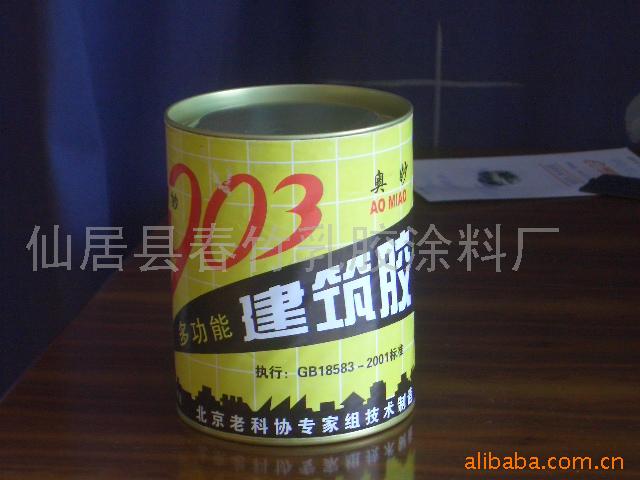 903
奥妙
AO MIAO
妙
仙居县春竹乳胶涂料厂
多功能
建筑胶
执行：GB18583-2001标准
北京老科协专家组技术制造
alibaba.com.cn